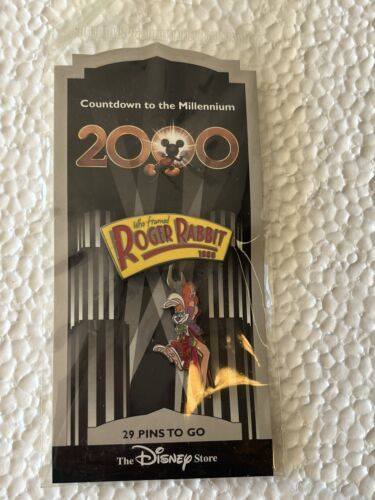 Countdown to the Millennium
2000
Who framed
ROGER RABBIT
1988
29 PINS TO GO
The Disney Store